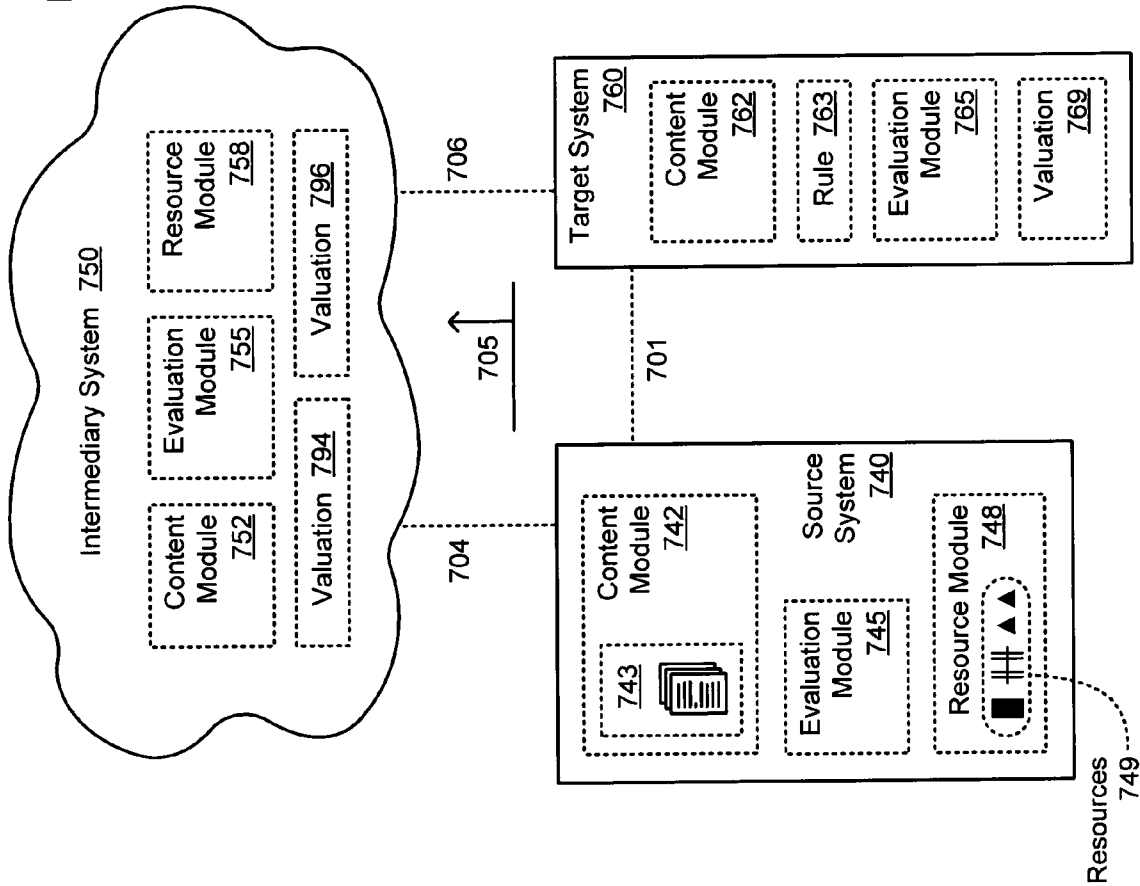 Intermediary System 750
Content
Module
752
Evaluation
Module
755
Resource
Module
758
Valuation 794
Valuation 796
704
705
706
701
Content
Module
742
743
Source
System
740
Evaluation
Module
745
Resource Module
748
Resources
749
Target System
760
Content
Module
762
Rule 763
Evaluation
Module
765
Valuation
769